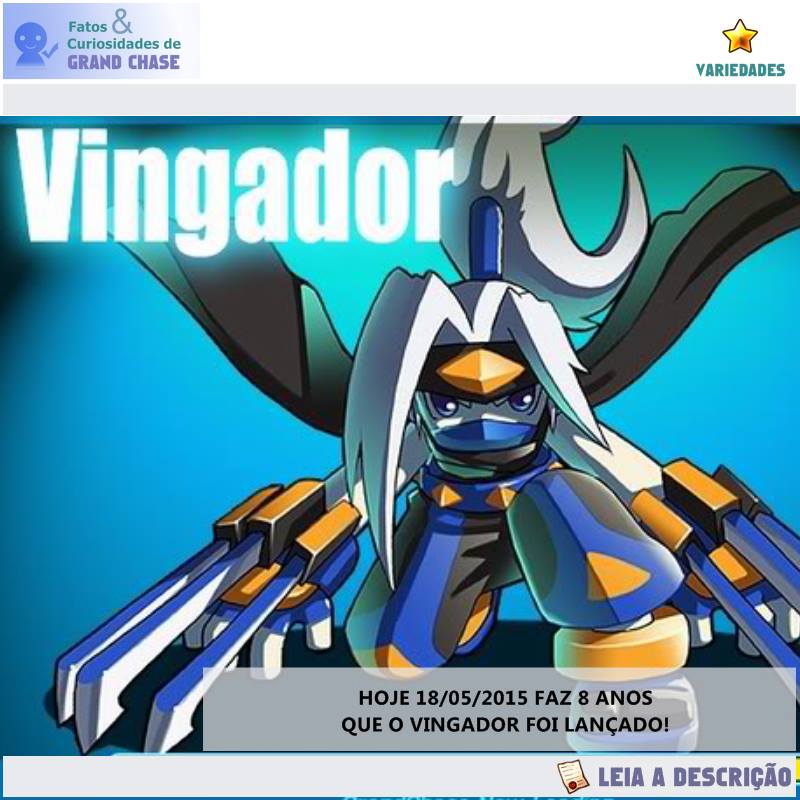 Fatos &
Curiosidades de
GRAND CHASE
VARIEDADES
Vingador
HOJE 18/05/2015 FAZ 8 ANOS
QUE O VINGADOR FOI LANÇADO!
LEIA A DESCRIÇÃO